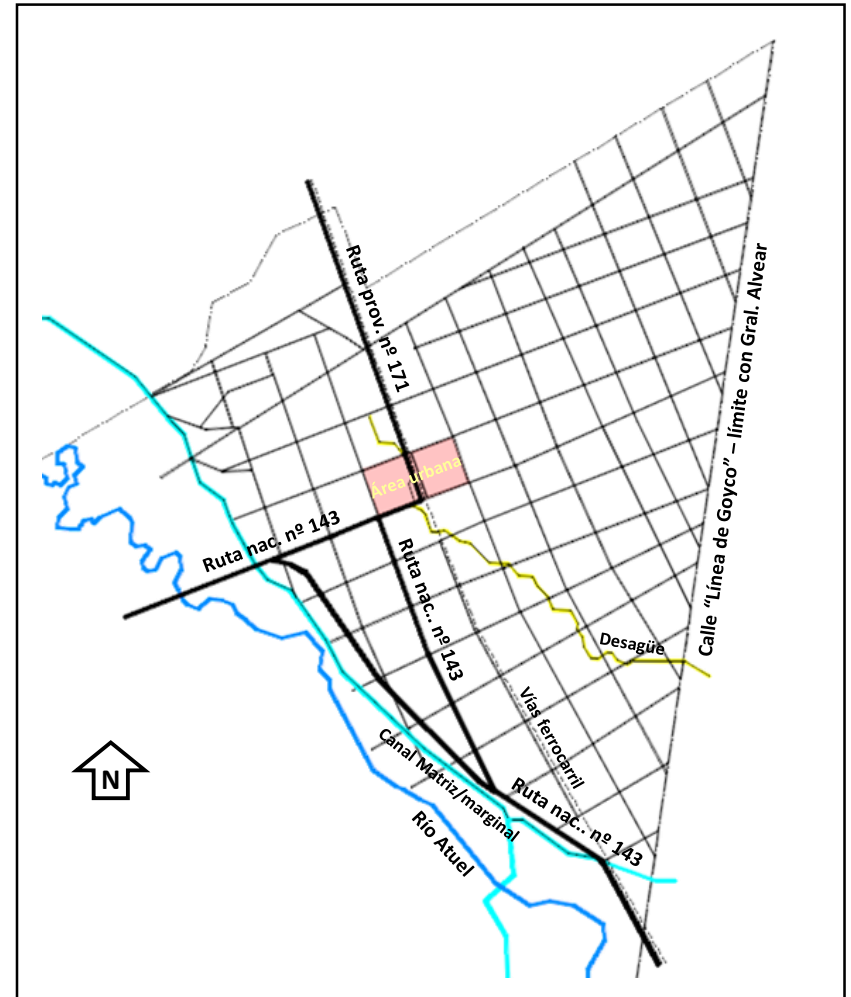 Ruta prov. nº 171
Calle “Línea de Goyco” – límite con Gral. Alvear
Área urbana
Ruta nac. nº 143
Ruta nac.. nº 143
Desagüe
Vías ferrocarril
Canal Matriz/marginal
Ruta nac.. nº 143
Río Atuel
N